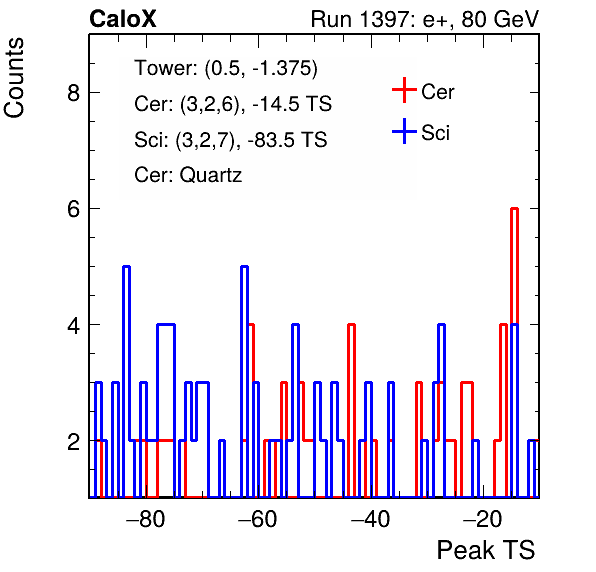 CaloX Run 1397: e+, 80 GeV
Counts
Tower: (0.5, -1.375)
Cer: (3,2,6), -14.5 TS
Sci: (3,2,7), -83.5 TS
Cer: Quartz
Cer
Sci
8
6
4
2
−80 −60 −40 −20
Peak TS